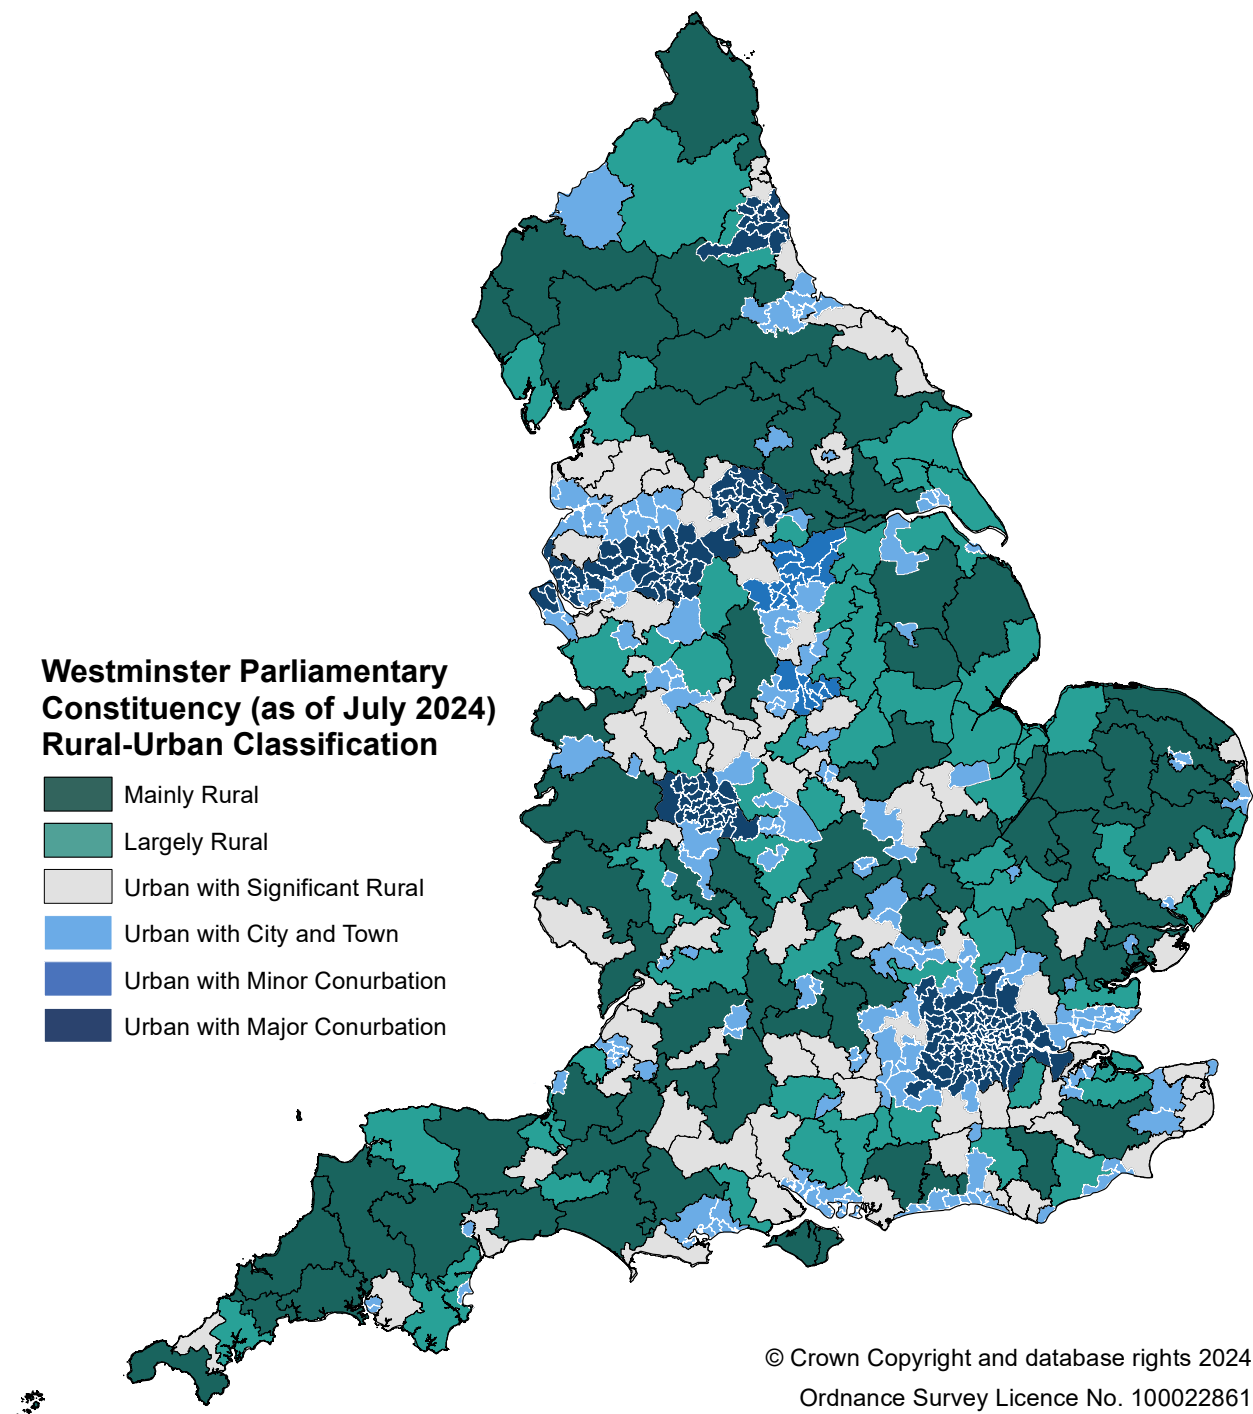 Westminster Parliamentary
Constituency (as of July 2024)
Rural-Urban Classification
Mainly Rural
Largely Rural
Urban with Significant Rural
Urban with City and Town
Urban with Minor Conurbation
Urban with Major Conurbation
© Crown Copyright and database rights 2024
Ordnance Survey Licence No. 100022861